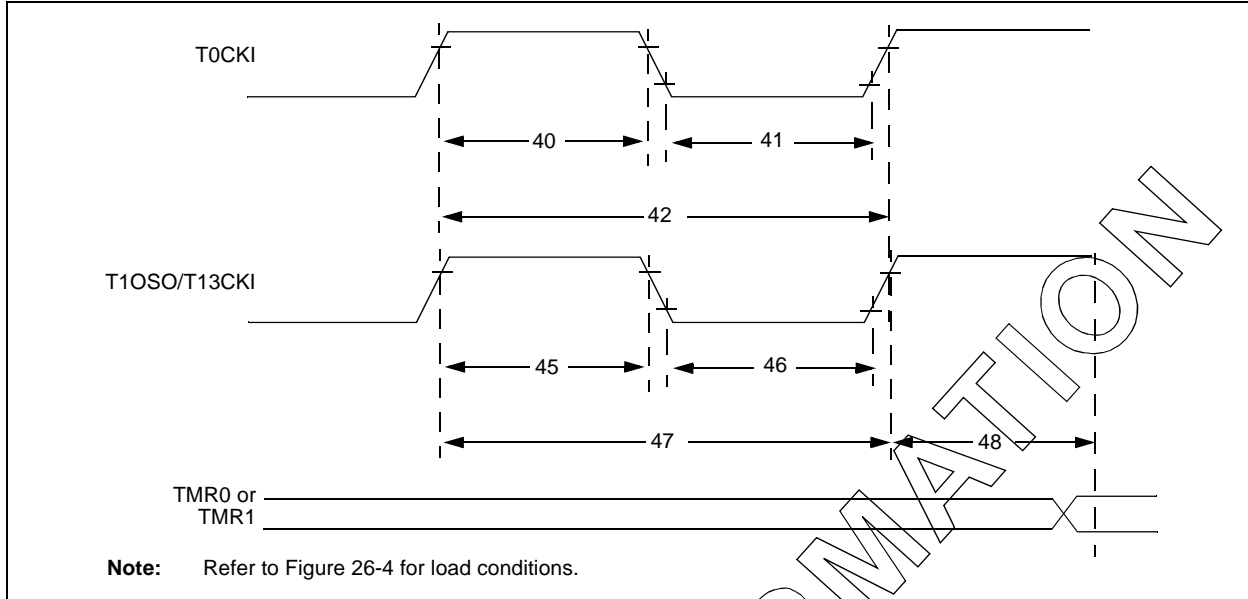 T0CKI
40
41
42
T1OSO/T13CKI
45
46
47
48
TMR0 or
TMR1
Note: Refer to Figure 26-4 for load conditions.
RMATION